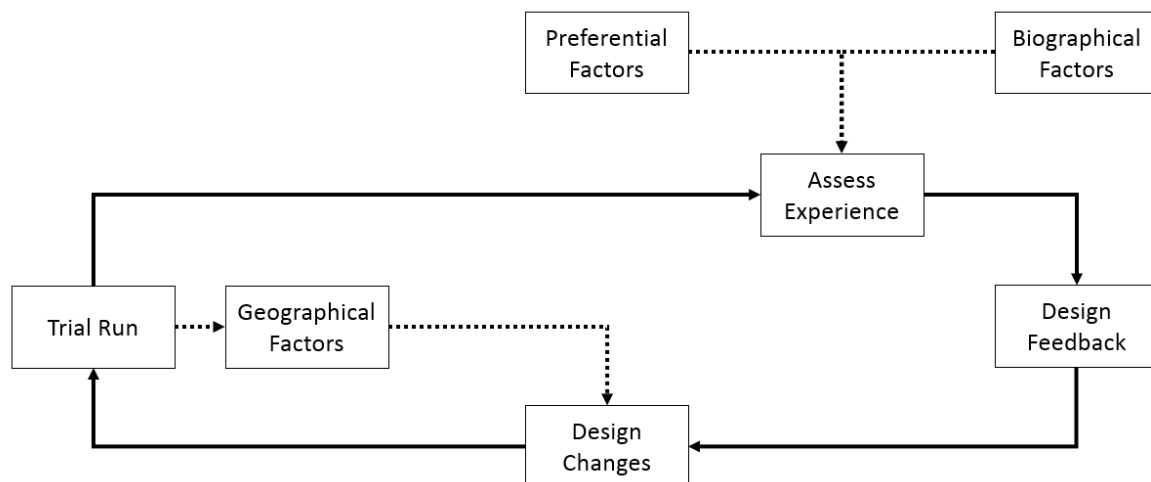 Preferential
Factors
Biographical
Factors
Assess
Experience
Trial Run
Geographical
Factors
Design
Feedback
Design
Changes